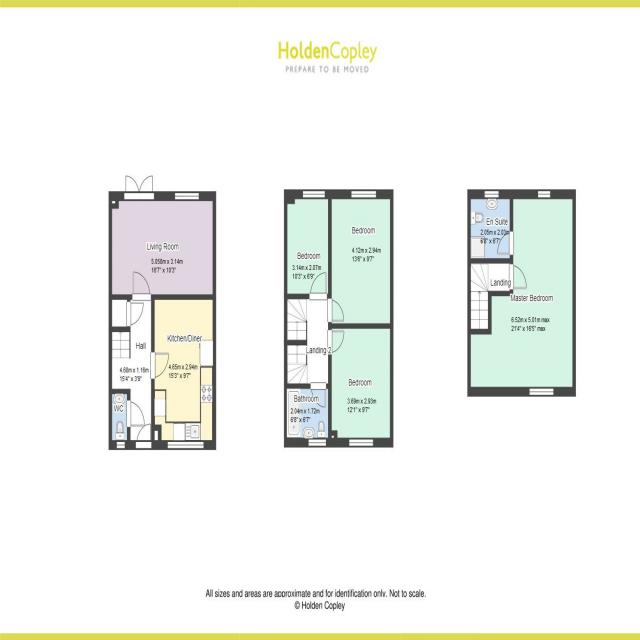 HoldenCopley
PREPARE TO BE MOVED
Living Room
5.058m x 3.14m
16'7" x 10'3"
Hall
4.68m x 1.16m
15'4" x 3'9"
Kitchen/Diner
4.65m x 2.94m
15'3" x 9'7"
WC
Bedroom
3.14m x 2.07m
10'3" x 6'9"
Bedroom
4.12m x 2.94m
13'6" x 9'7"
Landing 2
Bathroom
2.04m x 1.72m
6'8" x 6'7"
Bedroom
3.69m x 2.93m
12'1" x 9'7"
En Suite
2.05m x 2.03m
6'8" x 6'7"
Landing
Master Bedroom
6.52m x 5.01m max
21'4" x 16'5" max
All sizes and areas are approximate and for identification only. Not to scale.
© Holden Copley